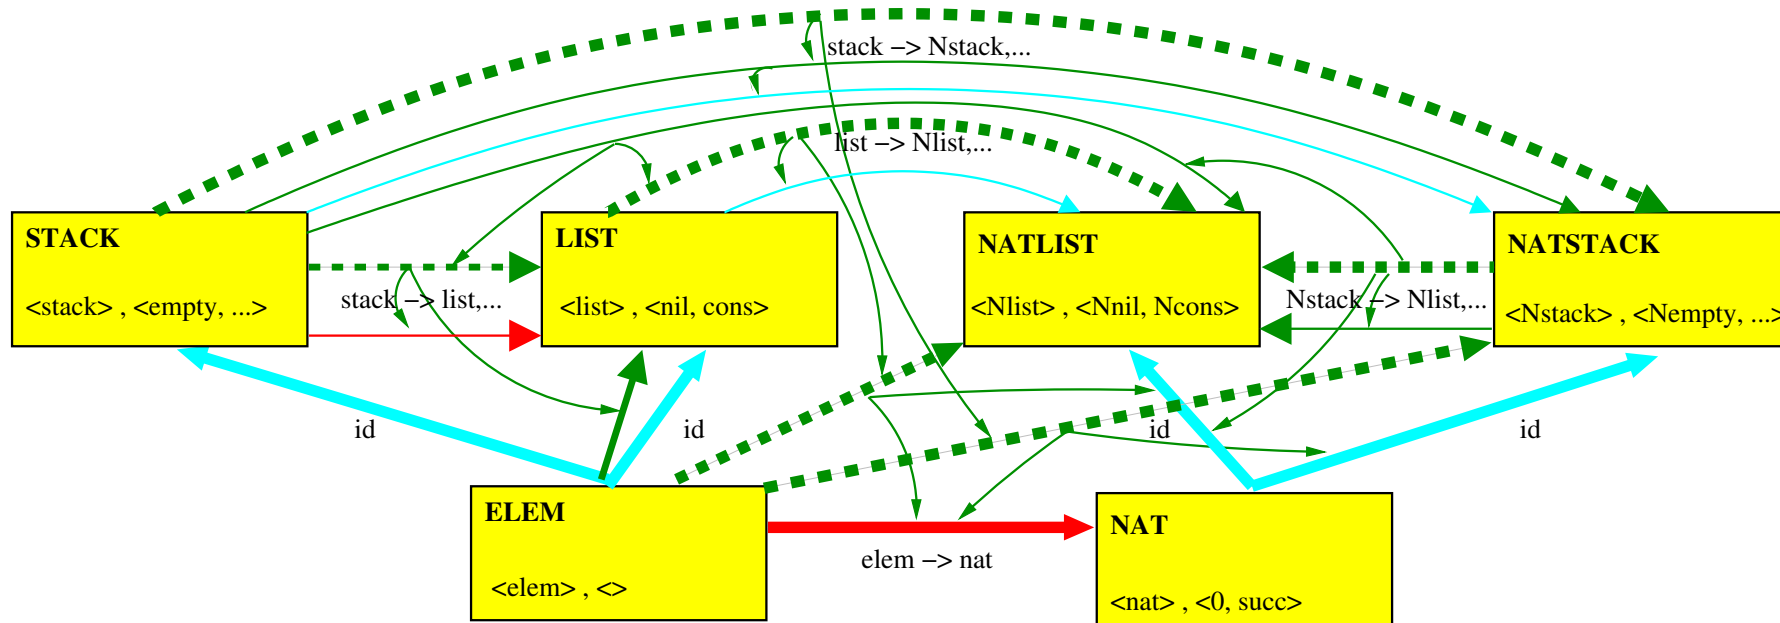 stack –> Nstack,...
list –> Nlist,...
STACK
<stack> , <empty, ...>
stack –> list,...
LIST
<list> , <nil, cons>
NATLIST
<Nlist> , <Nnil, Ncons>
Nstack –> Nlist,...
NATSTACK
<Nstack> , <Nempty, ...>
id
id
id
id
ELEM
<elem> , <>
elem –> nat
NAT
<nat> , <0, succ>